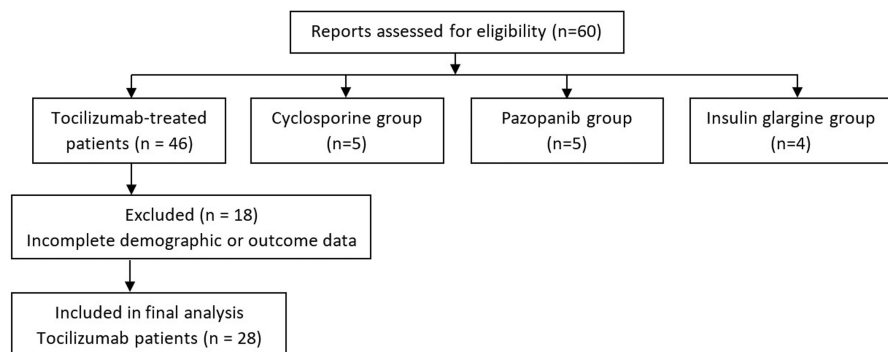 Reports assessed for eligibility (n=60)
Tocilizumab-treated
patients (n = 46)
Cyclosporine group
(n=5)
Pazopanib group
(n=5)
Insulin glargine group
(n=4)
Excluded (n = 18)
Incomplete demographic or outcome data
Included in final analysis
Tocilizumab patients (n = 28)